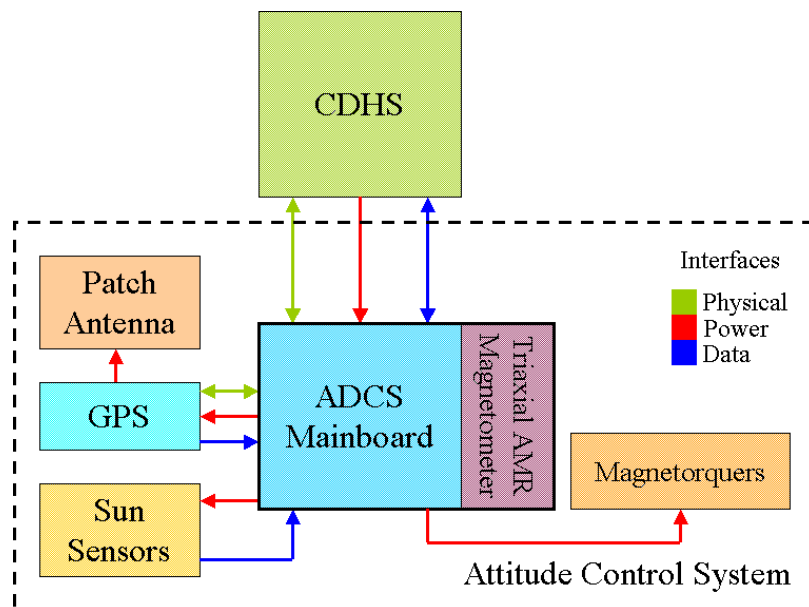 CDHS
Interfaces
Physical
Power
Data
Patch
Antenna
GPS
ADCS
Mainboard
Triaxial AMR
Magnetometer
Magnetorquers
Sun
Sensors
Attitude Control System